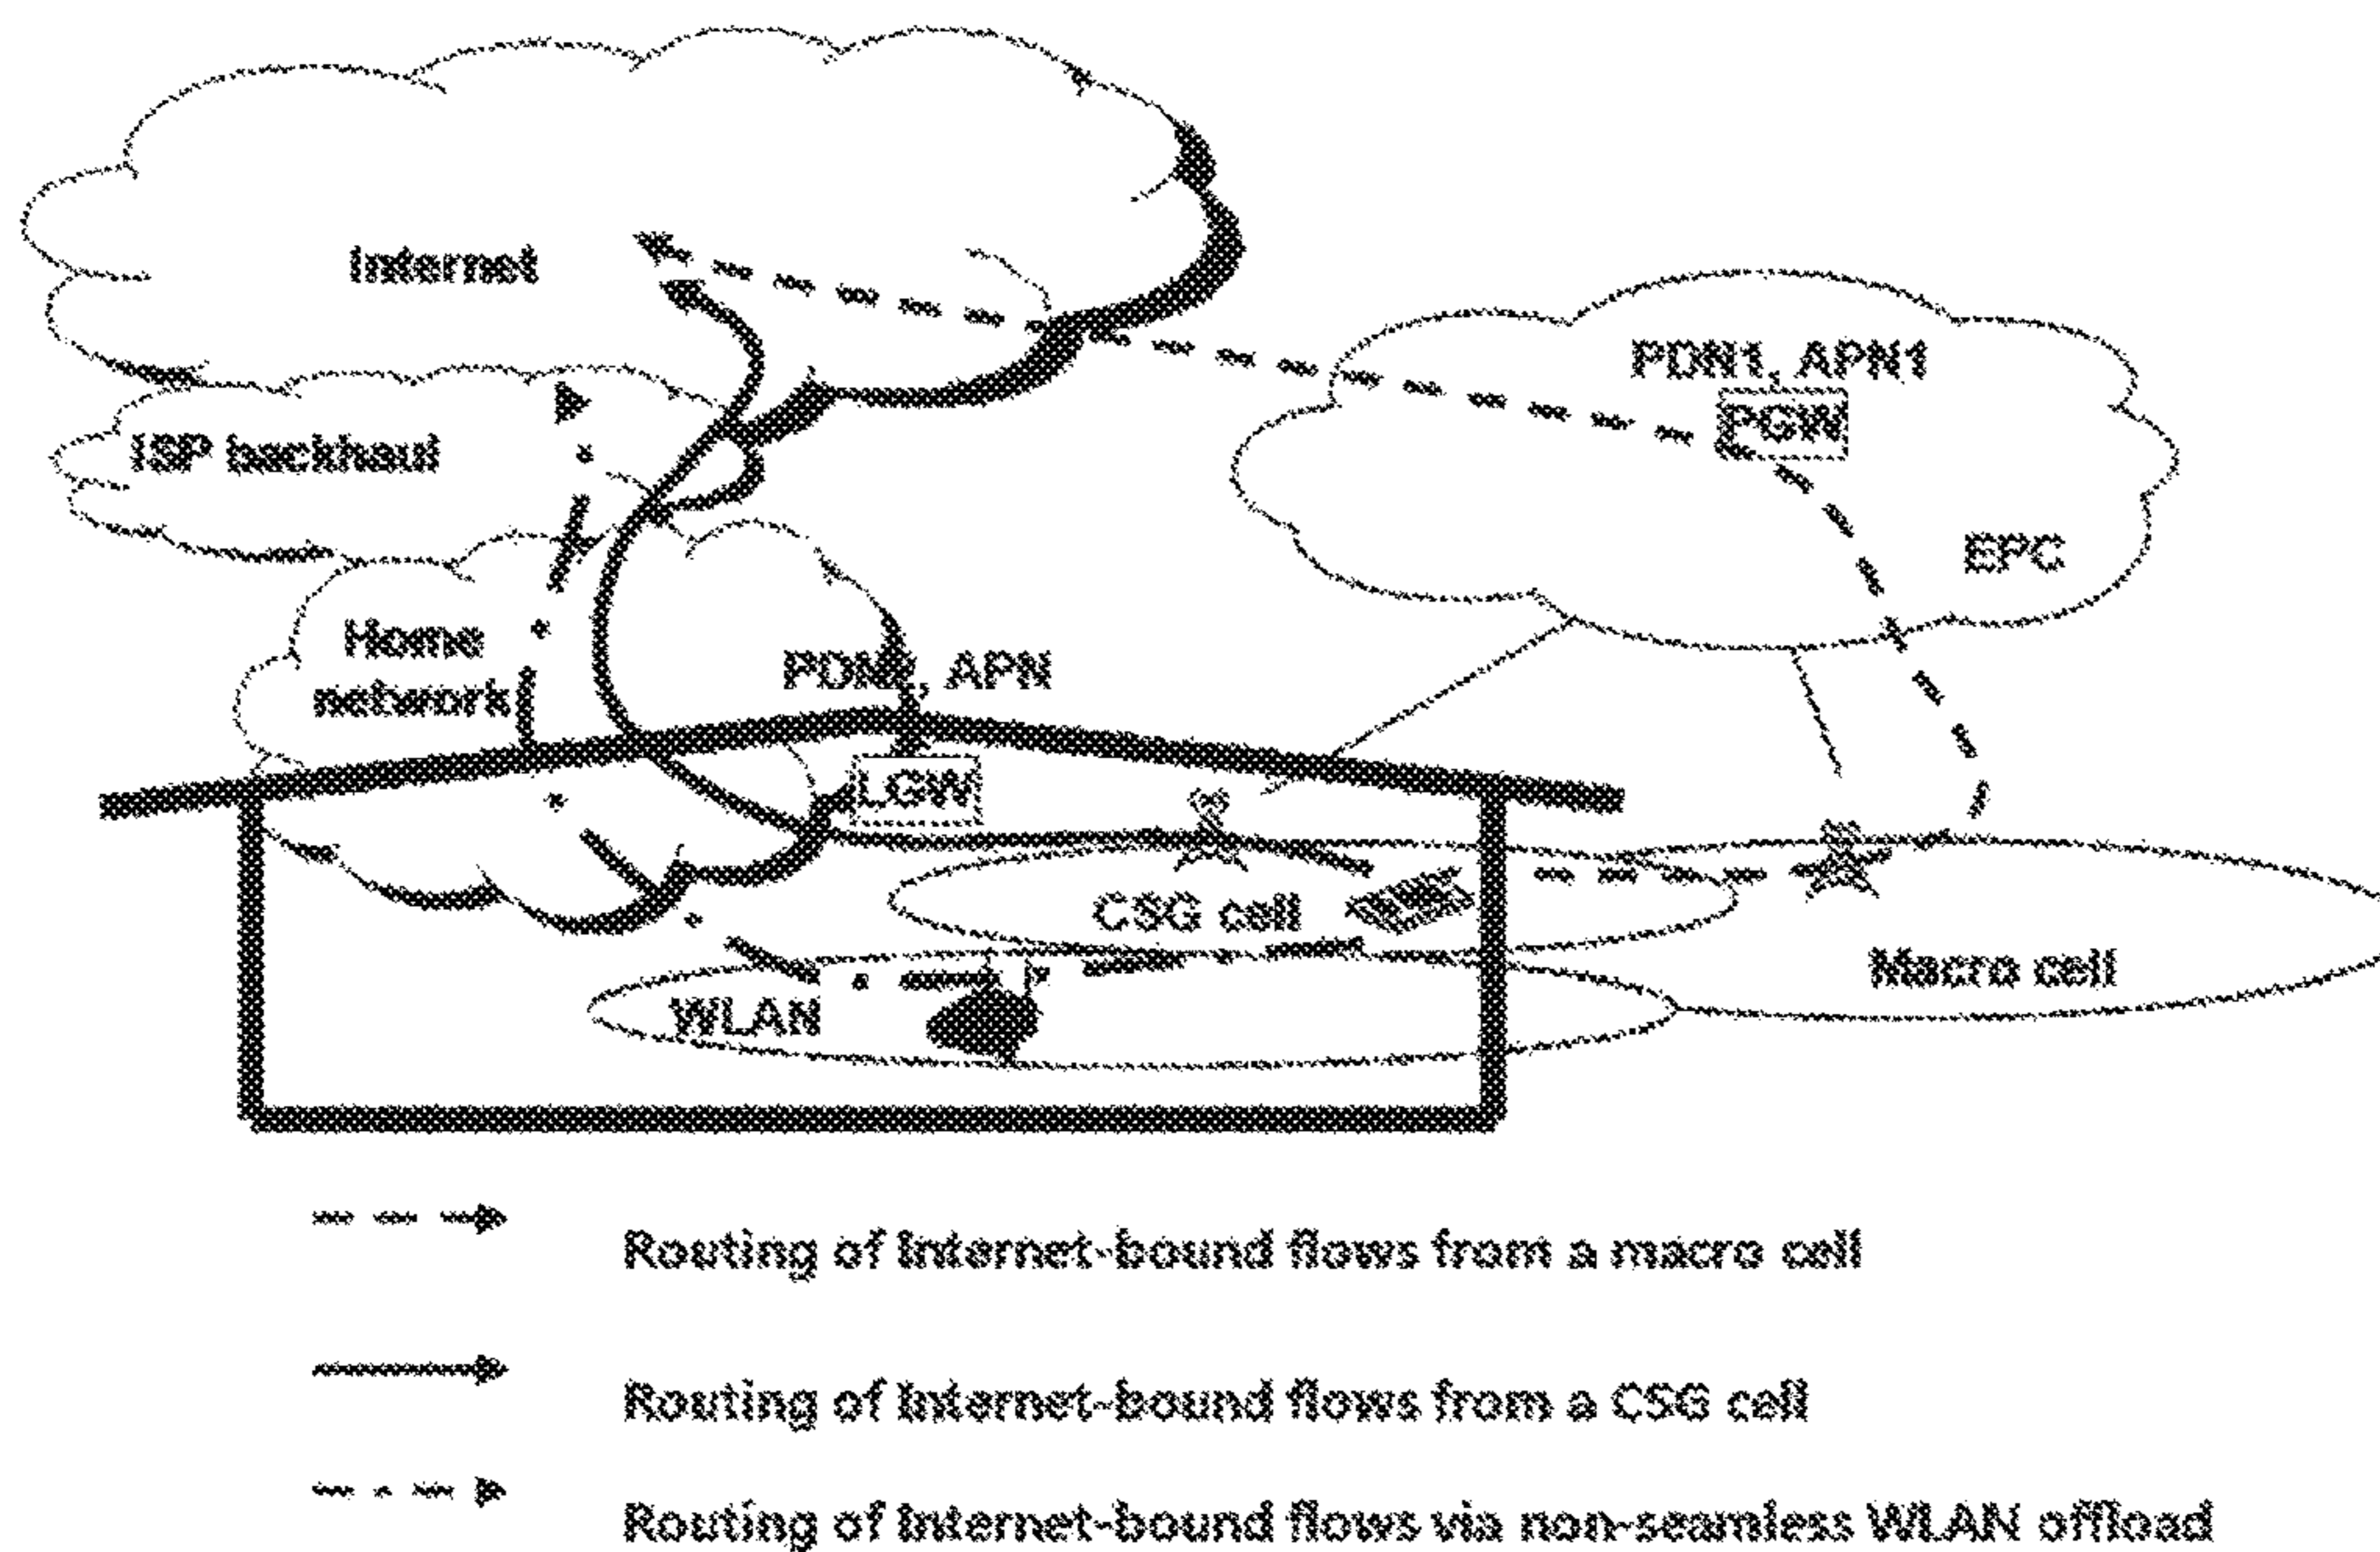 Internet
PDN1, APN1
PGW
ISP backhaul
EPC
Home
network
PDN, APN
LGW
CSG cell
Macro cell
WLAN
Routing of Internet-bound flows from a macro cell
Routing of Internet-bound flows from a CSG cell
Routing of Internet-bound flows via non-seamless WLAN offload